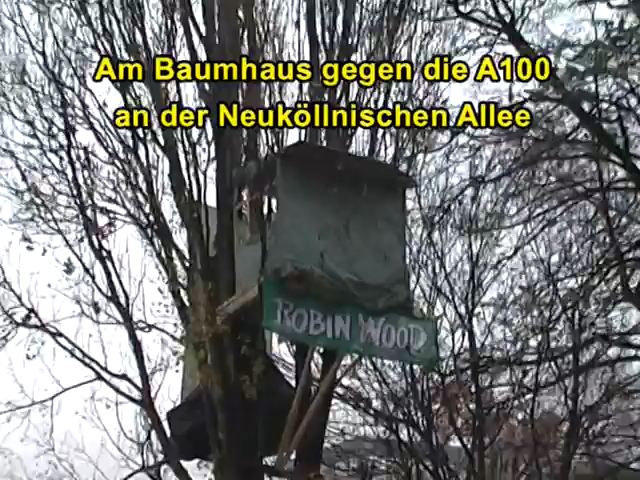 Am Baumhaus gegen die A100
an der Neuköllnischen Allee
ROBIN WOOD